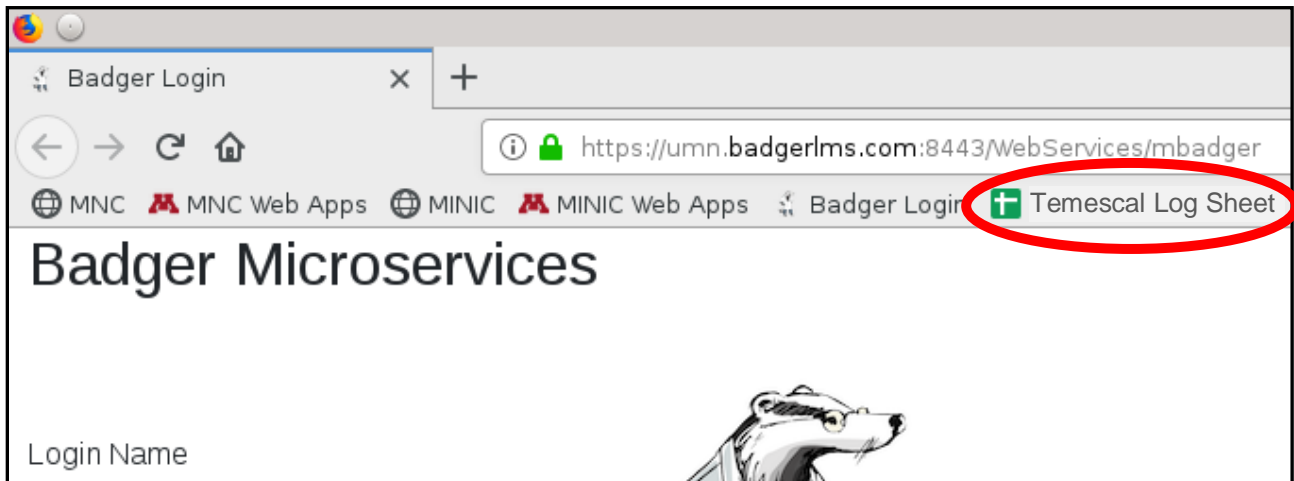 Badger Login
https://umn.badgerlms.com:8443/WebServices/mbadger
MNC MNC Web Apps MINIC MINIC Web Apps Badger Login Temescal Log Sheet
Badger Microservices
Login Name